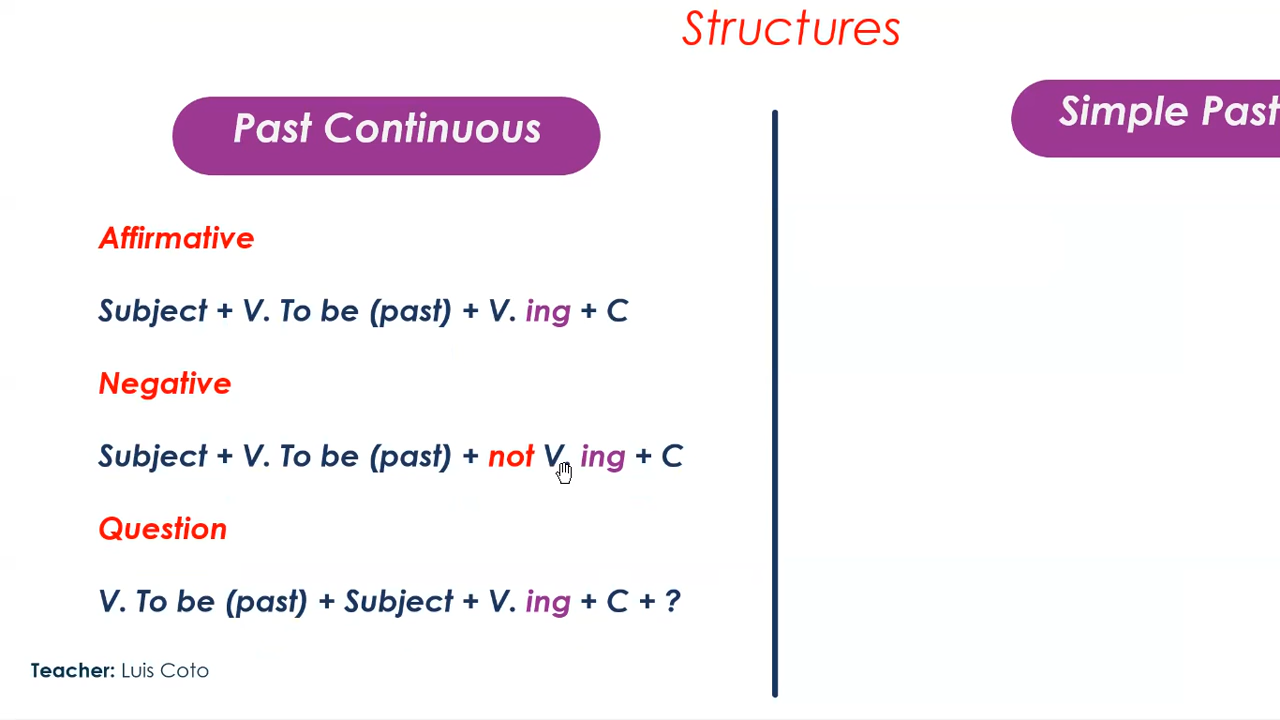 Structures
Past Continuous
Affirmative
Subject + V. To be (past) + V. ing + C
Negative
Subject + V. To be (past) + not V. ing + C
Question
V. To be (past) + Subject + V. ing + C + ?
Teacher: Luis Coto
Simple Past